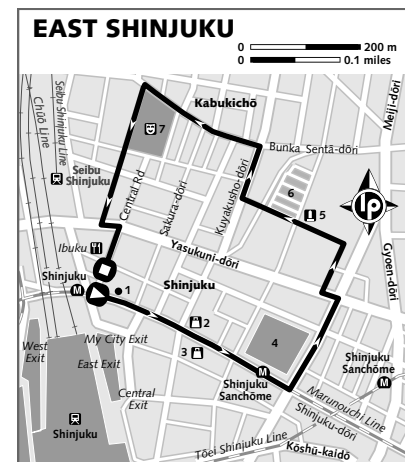 EAST SHINJUKU
0 200 m
0 0.1 miles
Kabukichō
Meiji-dōri
Chūō Line
Seibu Shinjuku Line
7
Bunka Sentā-dōri
Seibu
Shinjuku
Central Rd
Sakura-dōri
Kuyakusho-dōri
6
5
lp
Ibuku
Yasukuni-dōri
Gyoen-dōri
Shinjuku
M
1
Shinjuku
2
3
4
My City Exit
West
Exit
East Exit
Central
Exit
M
Shinjuku
Sanchōme
Shinjuku
Sanchōme
M
Marunouchi Line
Shinjuku-dōri
Shinjuku
Tōei Shinjuku Line
Kōshū-kaidō